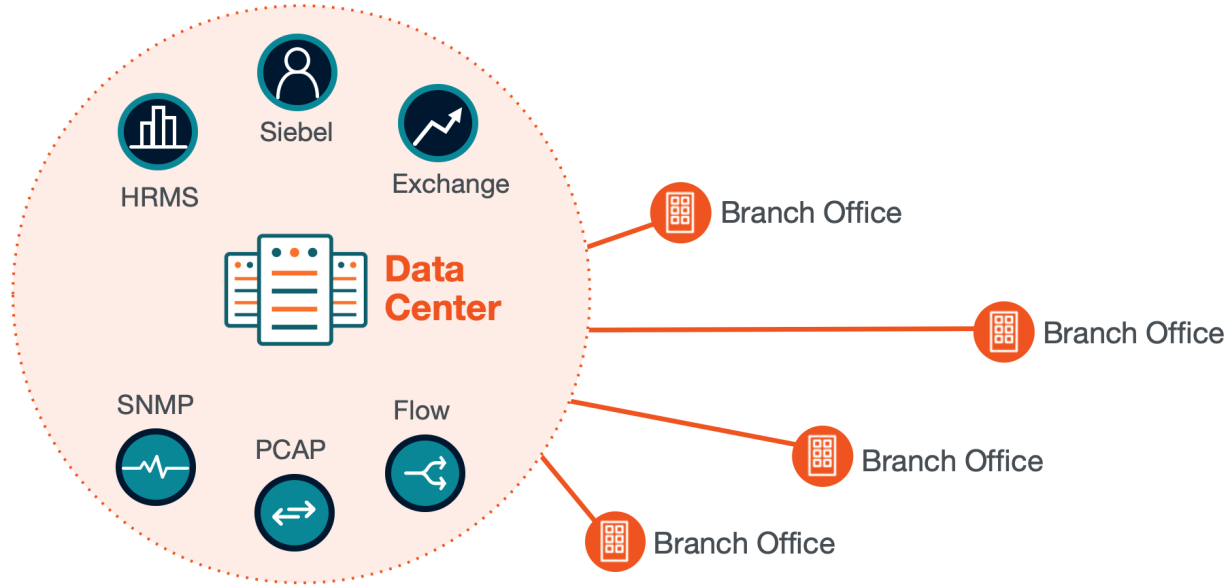 Siebel
HRMS
Exchange
Data
Center
SNMP
PCAP
Flow
Branch Office
Branch Office
Branch Office
Branch Office